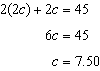 2(2c) + 2c = 45
6c = 45
c = 7.50